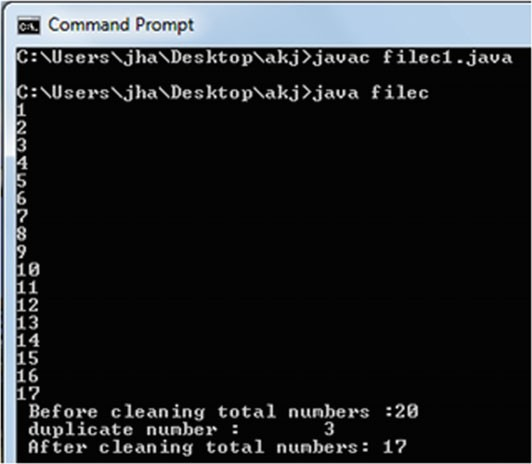 Command Prompt
C:\Users\jha\Desktop\akj>javac filec1.java
C:\Users\jha\Desktop\akj>java filec
1
2
3
4
5
6
7
8
9
10
11
12
13
14
15
16
17
Before cleaning total numbers :20
duplicate number : 3
After cleaning total numbers: 17